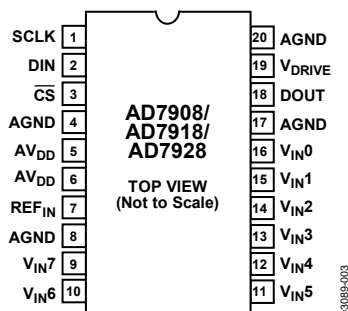 SCLK 1
DIN 2
CS 3
AGND 4
AVDD 5
AVDD 6
REFIN 7
AGND 8
VIN7 9
VIN6 10
AD7908/
AD7918/
AD7928
TOP VIEW
(Not to Scale)
20 AGND
19 VDRIVE
18 DOUT
17 AGND
16 VIN0
15 VIN1
14 VIN2
13 VIN3
12 VIN4
11 VIN5
3089-003